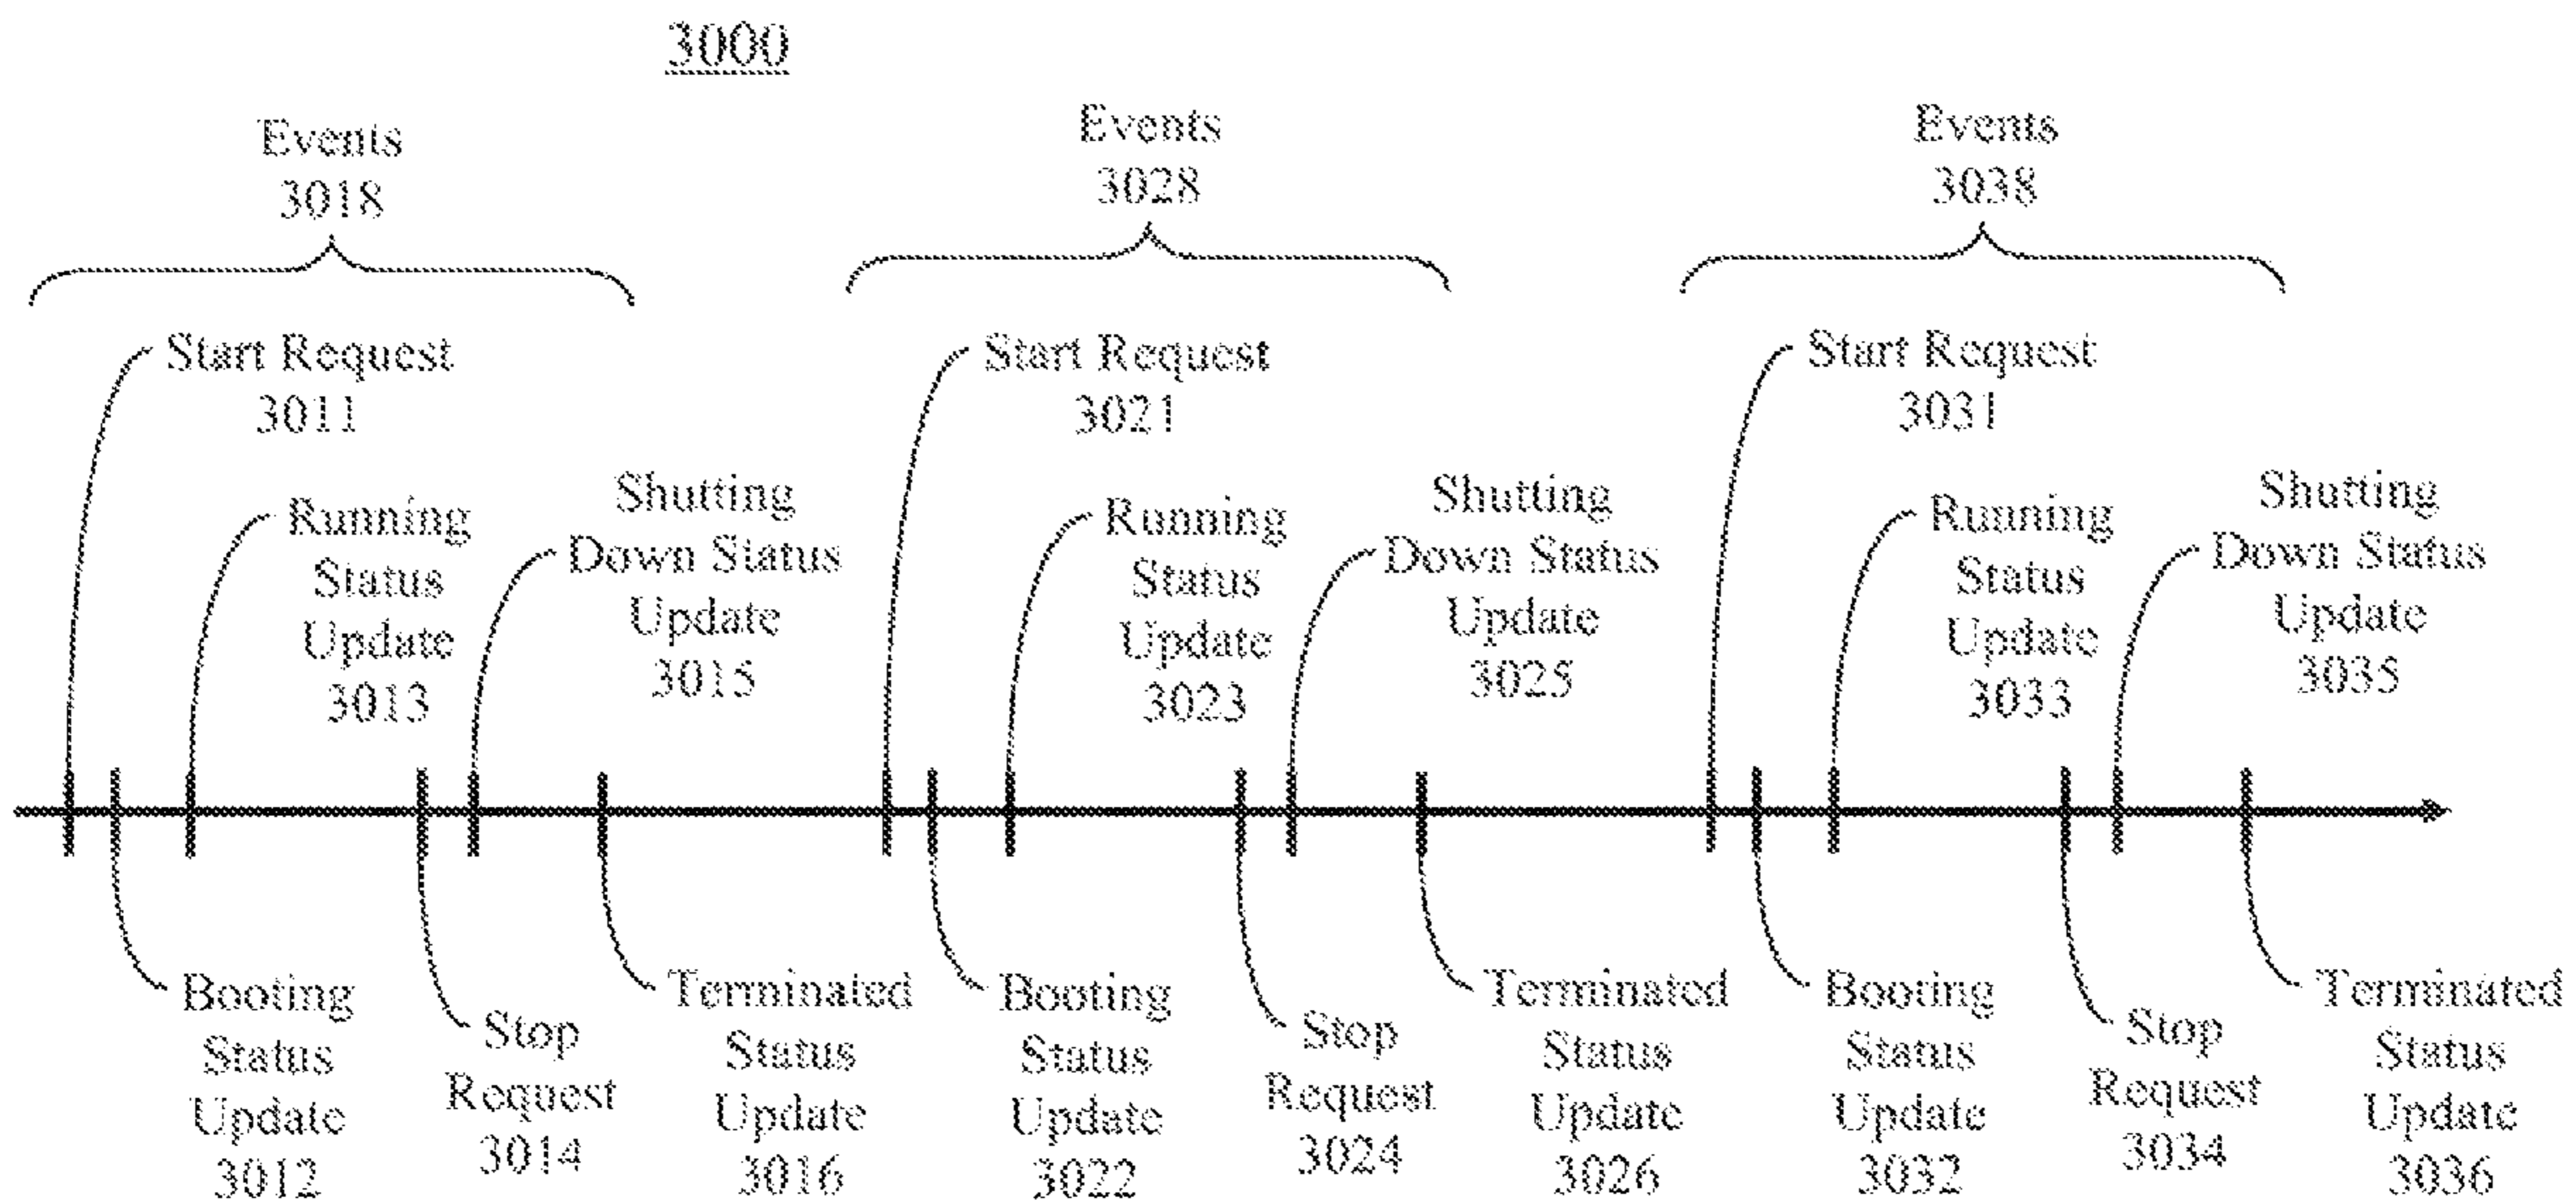 3000
Events
3018
Events
3028
Events
3038
Start Request
3011
Start Request
3021
Start Request
3031
Running
Status
Update
3013
Shutting
Down Status
Update
3015
Running
Status
Update
3023
Shutting
Down Status
Update
3025
Running
Status
Update
3033
Shutting
Down Status
Update
3035
Booting
Status
Update
3012
Stop
Request
3014
Terminated
Status
Update
3016
Booting
Status
Update
3022
Stop
Request
3024
Terminated
Status
Update
3026
Booting
Status
Update
3032
Stop
Request
3034
Terminated
Status
Update
3036